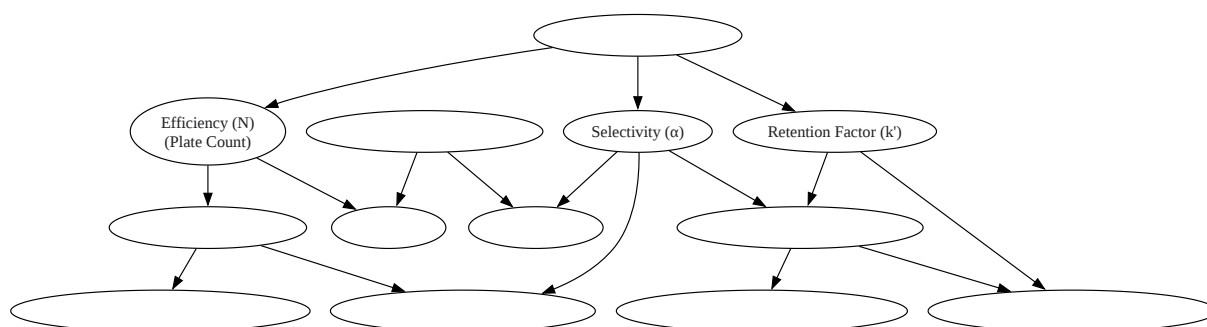 Efficiency (N)
(Plate Count)
Selectivity (α)
Retention Factor (k')